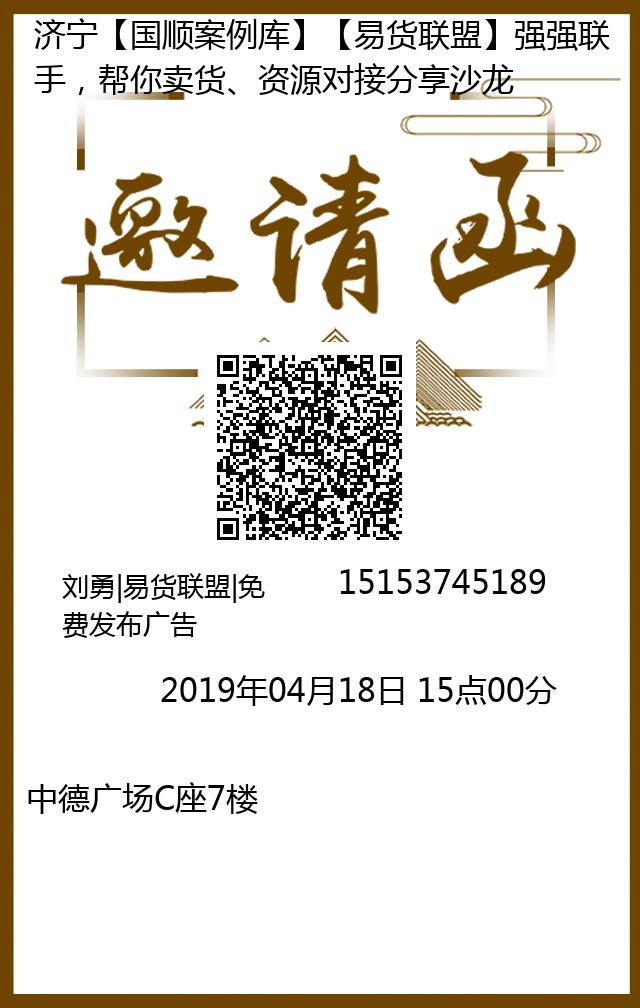 济宁【国顺案例库】【易货联盟】强强联
手，帮你卖货、资源对接分享沙龙
邀请函
刘勇|易货联盟|免
费发布广告
15153745189
2019年04月18日 15点00分
中德广场C座7楼